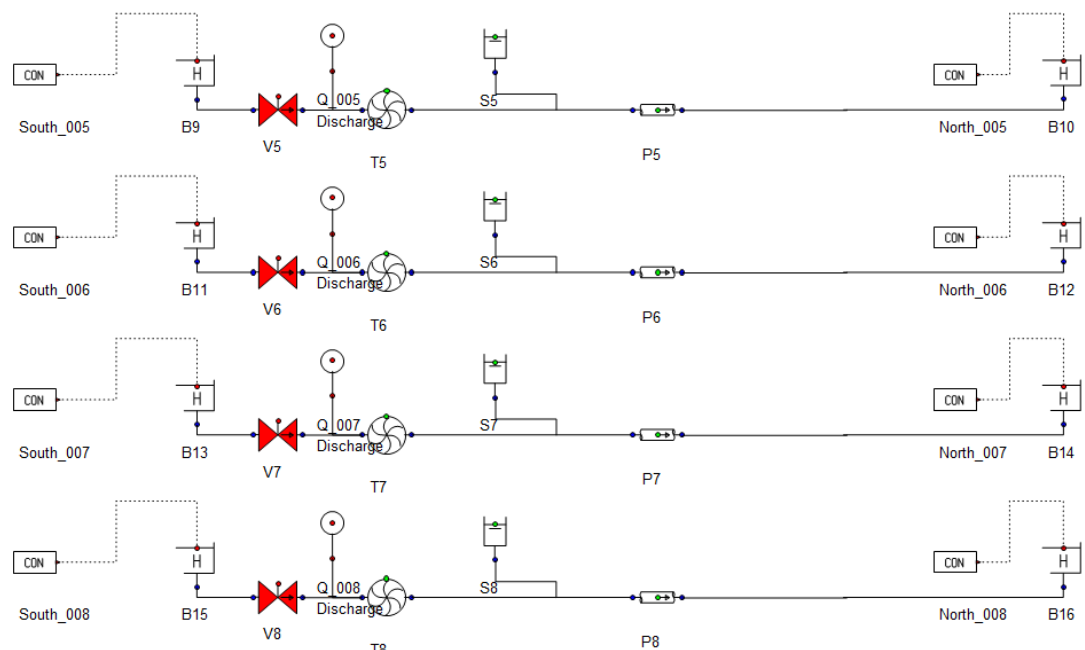 CON
H
Q_005
S5
CON
H
South_005
B9
V5
Discharge
T5
P5
North_005
B10
CON
H
Q_006
S6
CON
H
South_006
B11
V6
Discharge
T6
P6
North_006
B12
CON
H
Q_007
S7
CON
H
South_007
B13
V7
Discharge
T7
P7
North_007
B14
CON
H
Q_008
S8
CON
H
South_008
B15
V8
Discharge
T8
P8
North_008
B16